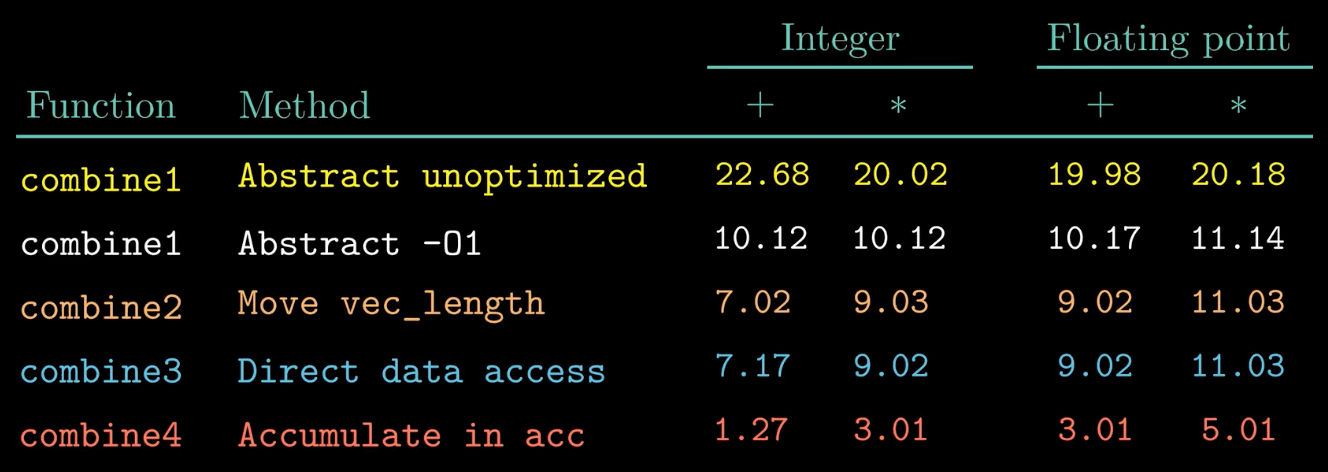 Integer Floating point
Function Method + * + *
combine1 Abstract unoptimized 22.68 20.02 19.98 20.18
combine1 Abstract -O1 10.12 10.12 10.17 11.14
combine2 Move vec_length 7.02 9.03 9.02 11.03
combine3 Direct data access 7.17 9.02 9.02 11.03
combine4 Accumulate in acc 1.27 3.01 3.01 5.01